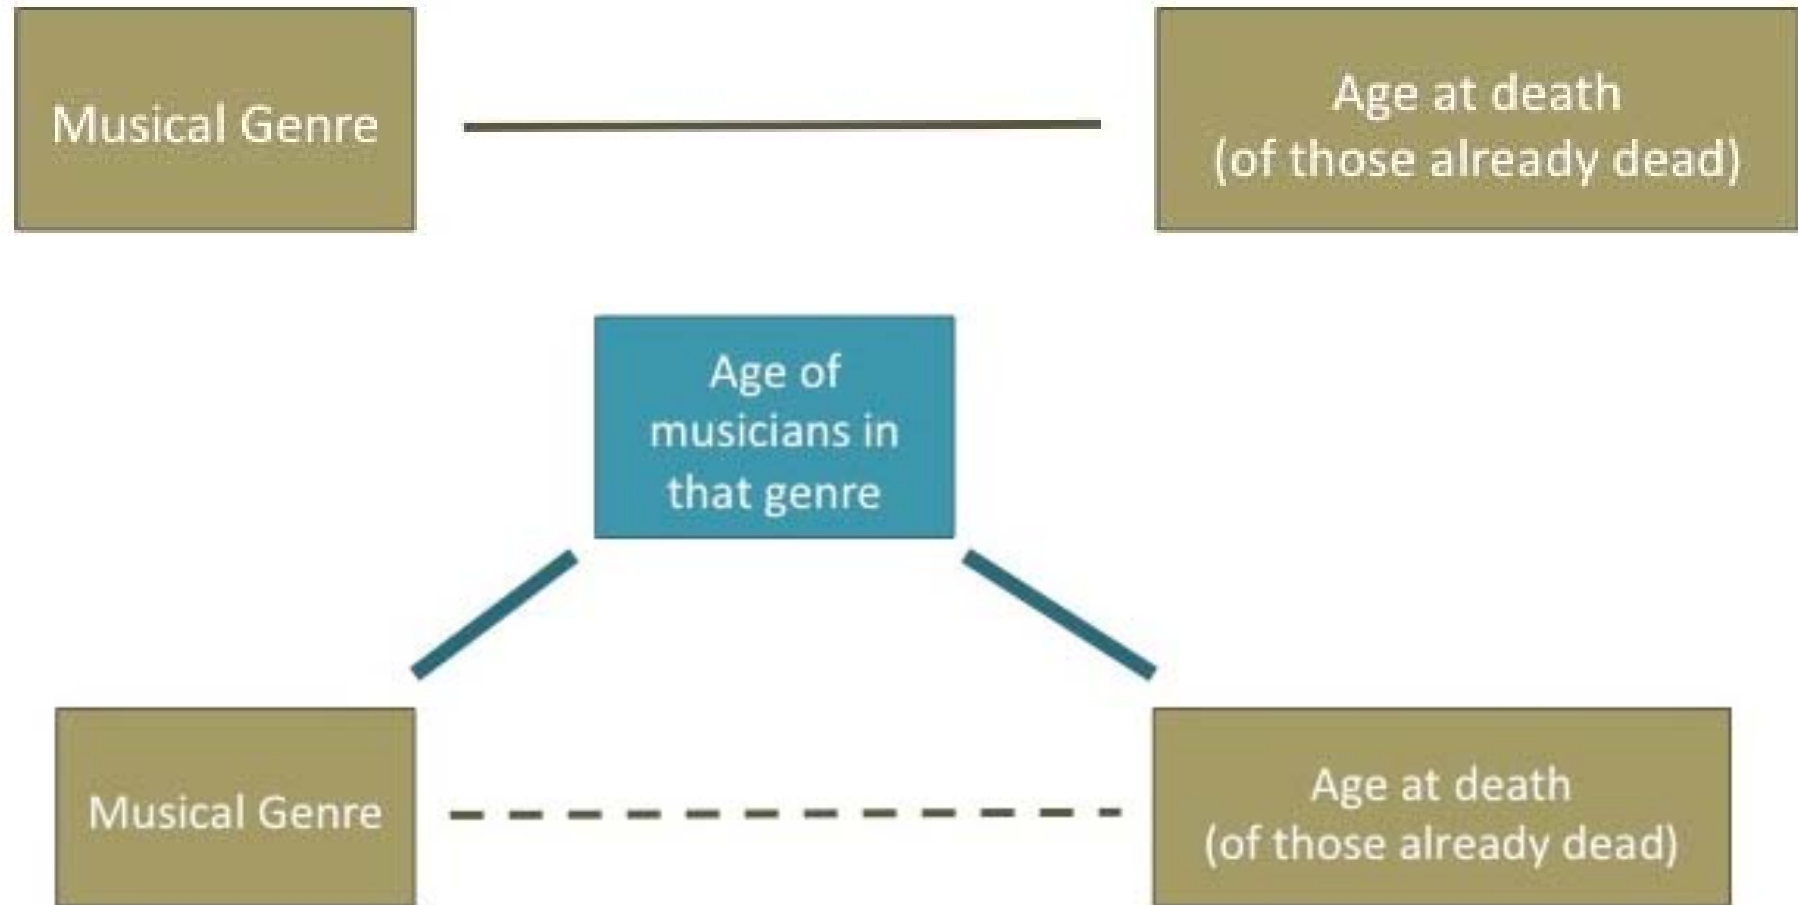 Musical Genre
Age at death
(of those already dead)
Age of
musicians in
that genre
Musical Genre
Age at death
(of those already dead)